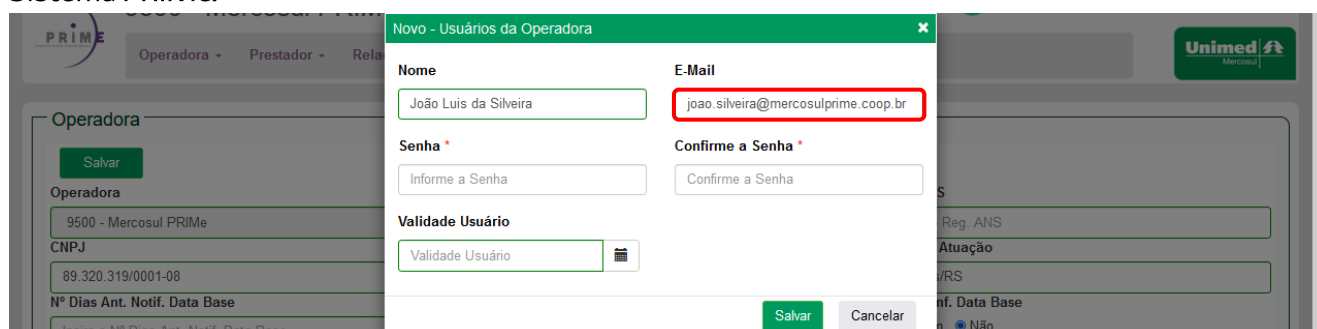 Novo - Usuários da Operadora ×
PRIME
Operadora Prestador
Unimed
Mercosul
Nome E-Mail
João Luis da Silveira joao.silveira@mercosulprime.coop.br
Operadora
Senha * Confirme a Senha *
Salvar
Informe a Senha Confirme a Senha
Operadora
9500 - Mercosul PRIMe Reg. ANS
Validade Usuário
CNPJ Atuação
Validade Usuário
89.320.319/0001-08 /RS
Nº Dias Ant. Notif. Data Base Data Base
Salvar Cancelar
Não